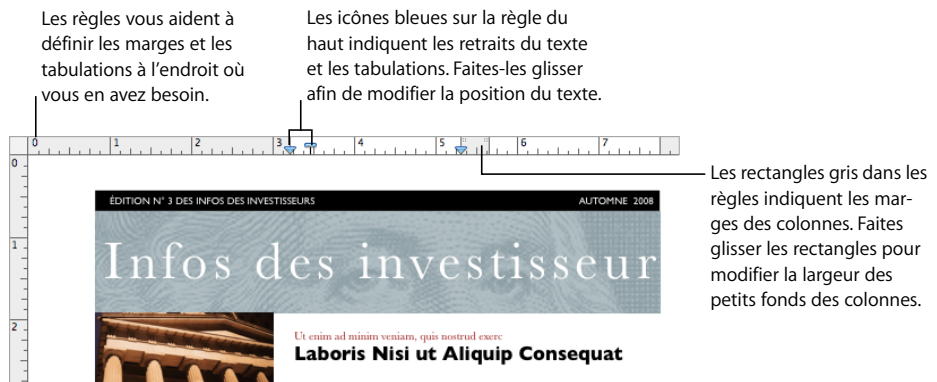 Les règles vous aident à
définir les marges et les
tabulations à l'endroit où
vous en avez besoin.
Les icônes bleues sur la règle du
haut indiquent les retraits du texte
et les tabulations. Faites-les glisser
afin de modifier la position du texte.
0 1 2 3 4 5 6 7
0
Les rectangles gris dans les
règles indiquent les mar-
ges des colonnes. Faites
glisser les rectangles pour
modifier la largeur des
petits fonds des colonnes.
ÉDITION N° 3 DES INFOS DES INVESTISSEURS AUTOMNE 2008
1
Infos des investisseur
2
Ut enim ad minim veniam, quis nostrud exerc
Laboris Nisi ut Aliquip Consequat